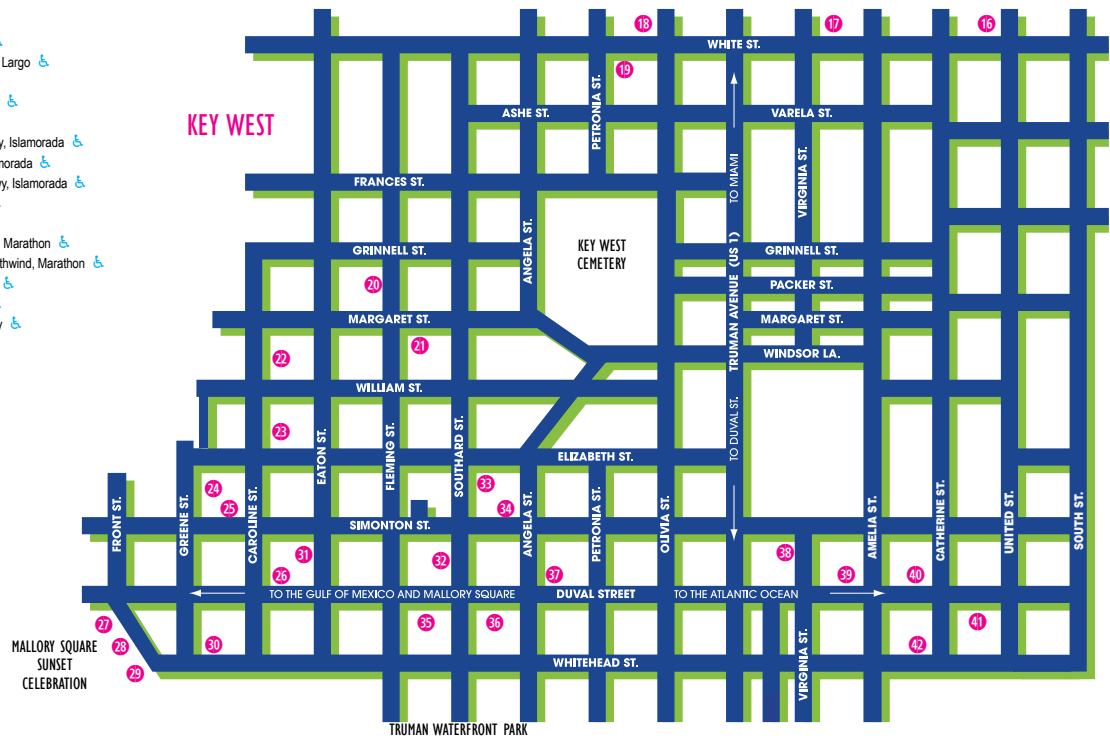 Largo
y, Islamorada
morada
vy, Islamorada
Marathon
thwind, Marathon
y
KEY WEST
18
17
16
WHITE ST.
19
PETRONIA ST.
ASHE ST.
VARELA ST.
FRANCES ST.
TO MIAMI
VIRGINIA ST.
GRINNELL ST.
ANGELA ST.
KEY WEST
CEMETERY
TRUMAN AVENUE (US 1)
GRINNELL ST.
20
PACKER ST.
MARGARET ST.
MARGARET ST.
21
22
WINDSOR LA.
WILLIAM ST.
TO DUVAL ST.
23
EATON ST.
FLEMING ST.
SOUTHARD ST.
ELIZABETH ST.
24
25
33
34
FRONT ST.
GREENE ST.
CAROLINE ST.
SIMONTON ST.
ANGELA ST.
PETRONIA ST.
OLIVIA ST.
AMELIA ST.
CATHERINE ST.
UNITED ST.
SOUTH ST.
31
32
38
26
37
39
40
TO THE GULF OF MEXICO AND MALLORY SQUARE
DUVAL STREET
TO THE ATLANTIC OCEAN
27
35
36
41
28
30
42
MALLORY SQUARE
SUNSET
CELEBRATION
29
WHITEHEAD ST.
VIRGINIA ST.
TRUMAN WATERFRONT PARK